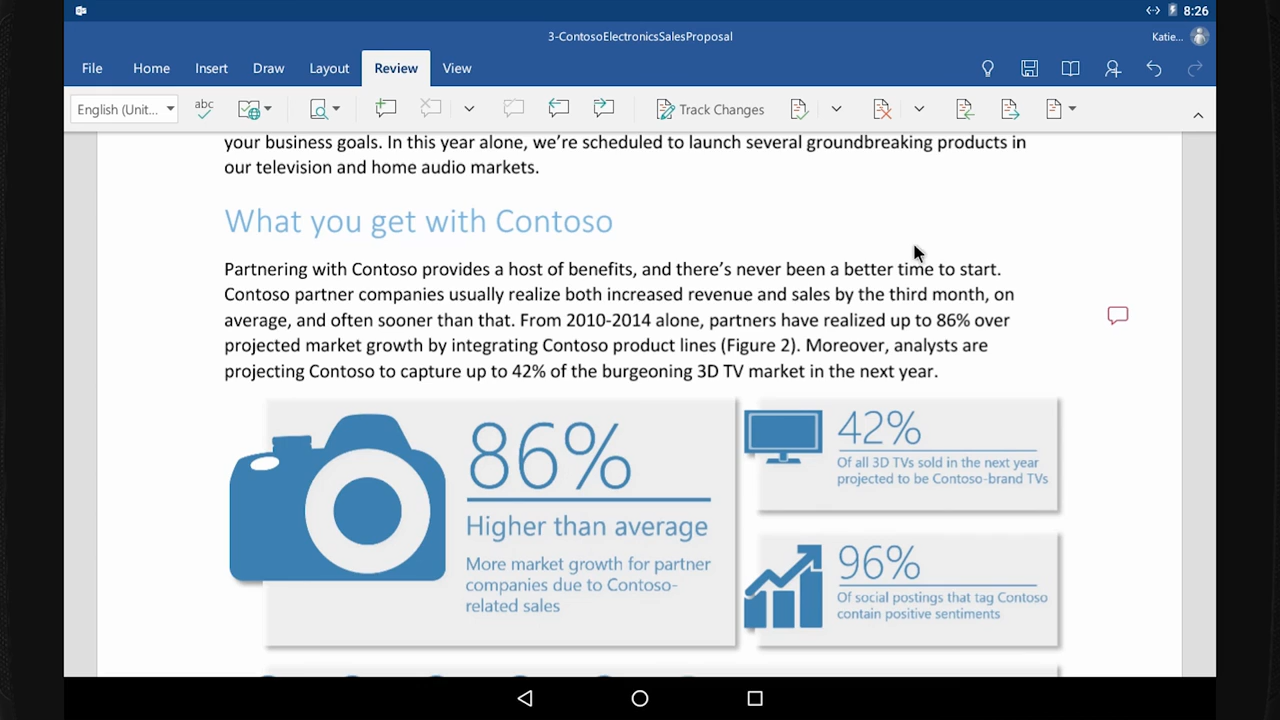 8:26
3-ContosoElectronicsSalesProposal
Katie...
File Home Insert Draw Layout Review View
English (Unit... abc Track Changes
your business goals. In this year alone, we’re scheduled to launch several groundbreaking products in
our television and home audio markets.
What you get with Contoso
Partnering with Contoso provides a host of benefits, and there’s never been a better time to start.
Contoso partner companies usually realize both increased revenue and sales by the third month, on
average, and often sooner than that. From 2010-2014 alone, partners have realized up to 86% over
projected market growth by integrating Contoso product lines (Figure 2). Moreover, analysts are
projecting Contoso to capture up to 42% of the burgeoning 3D TV market in the next year.
86%
Higher than average
More market growth for partner
companies due to Contoso-
related sales
42%
Of all 3D TVs sold in the next year
projected to be Contoso-brand TVs
96%
Of social postings that tag Contoso
contain positive sentiments